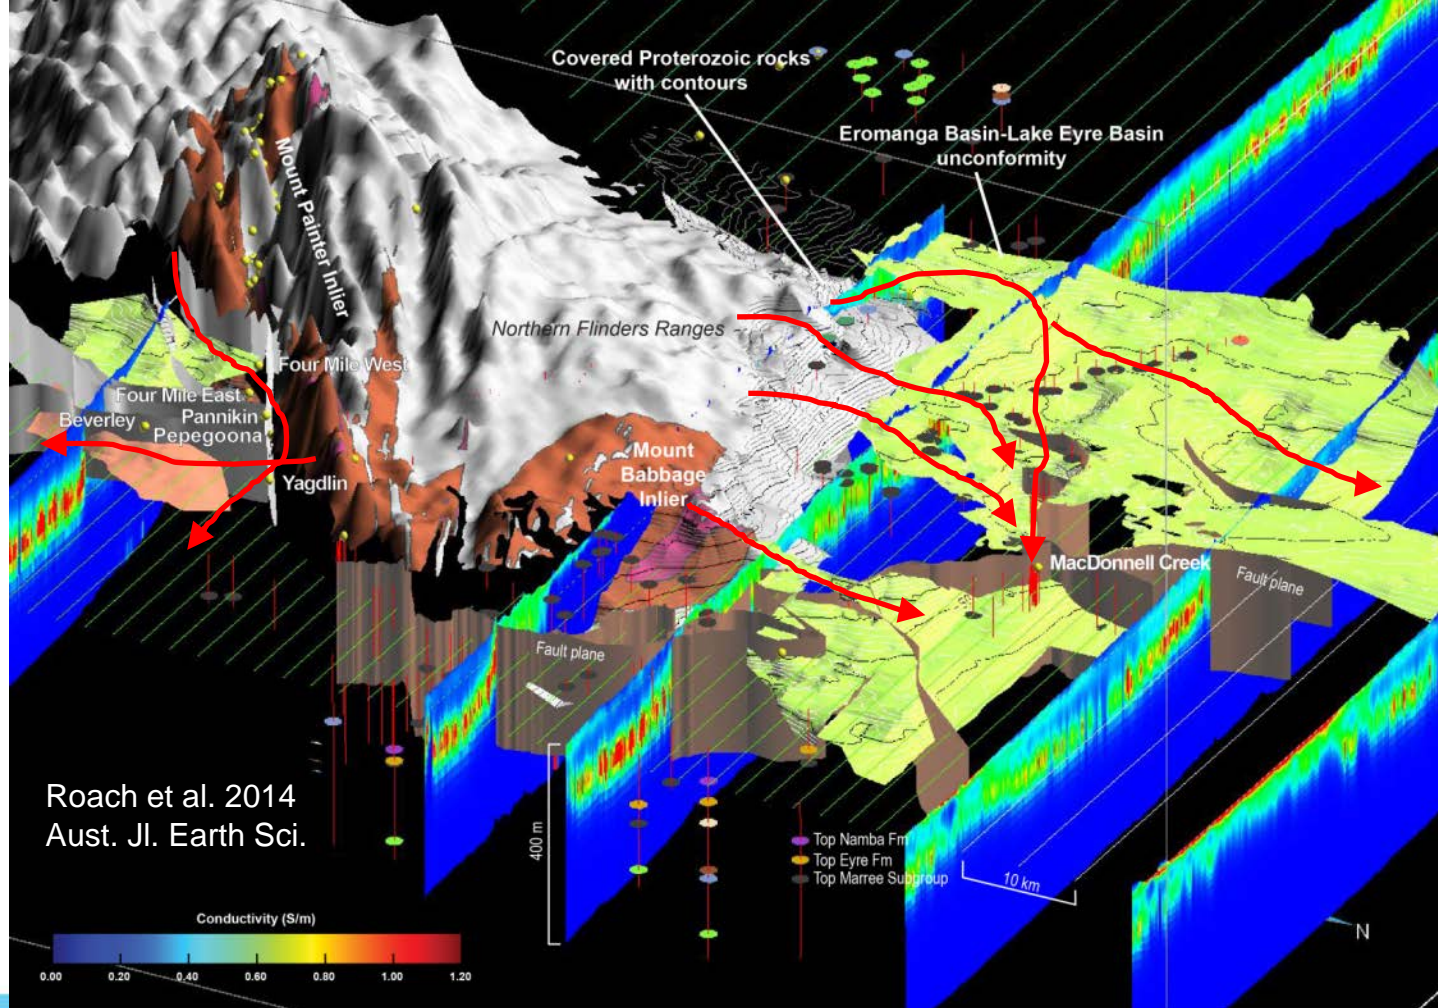 Covered Proterozoic rocks
with contours
Eromanga Basin-Lake Eyre Basin
unconformity
Mount Painter Inlier
Northern Flinders Ranges
Four Mile West
Four Mile East
Beverley
Pannikin
Pepegoona
Yagdlin
Mount
Babbage
Inlier
MacDonnell Creek
Fault plane
Fault plane
Roach et al. 2014
Aust. Jl. Earth Sci.
400 m
Top Namba Fm
Top Eyre Fm
Top Marree Subgroup
10 km
N
Conductivity (S/m)
0.00 0.20 0.40 0.60 0.80 1.00 1.20